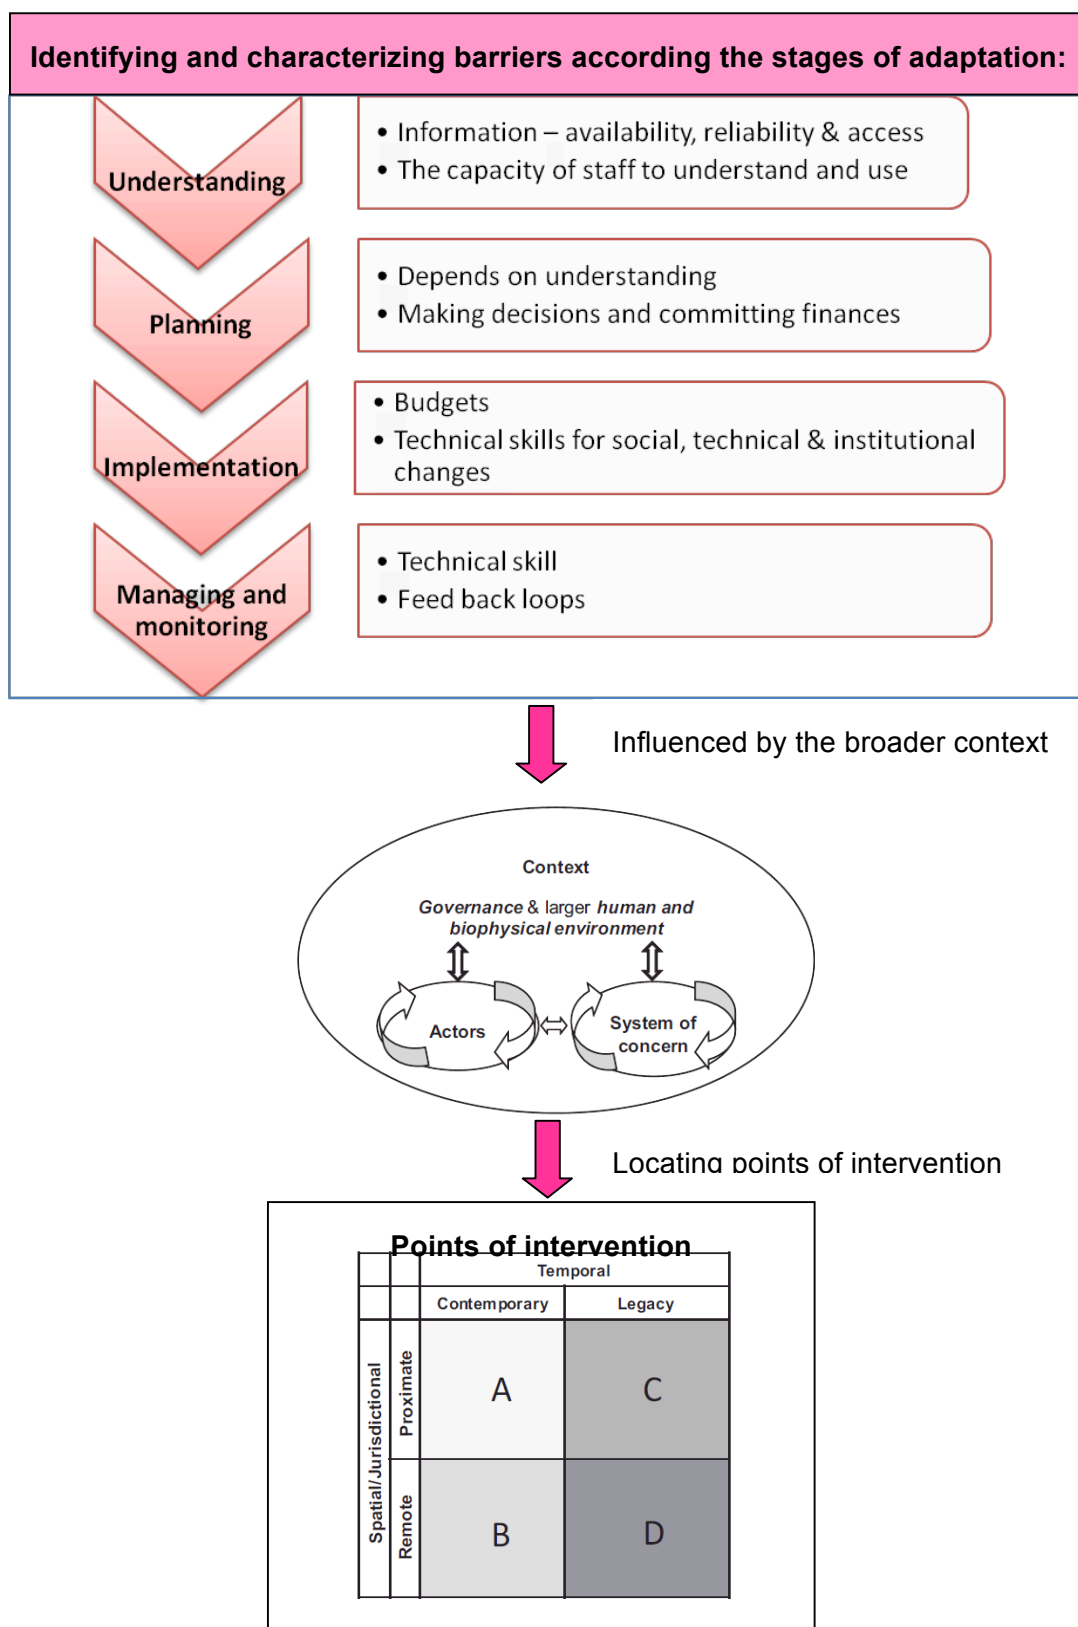 Identifying and characterizing barriers according the stages of adaptation:
Understanding
• Information – availability, reliability & access
• The capacity of staff to understand and use
Planning
• Depends on understanding
• Making decisions and committing finances
Implementation
• Budgets
• Technical skills for social, technical & institutional
changes
Managing and
monitoring
• Technical skill
• Feed back loops
Influenced by the broader context
Context
Governance & larger human and
biophysical environment
Actors
System of
concern
Locating points of intervention
Points of intervention
Temporal
Contemporary
Legacy
Spatial/Jurisdictional
Proximate
A
C
Remote
B
D